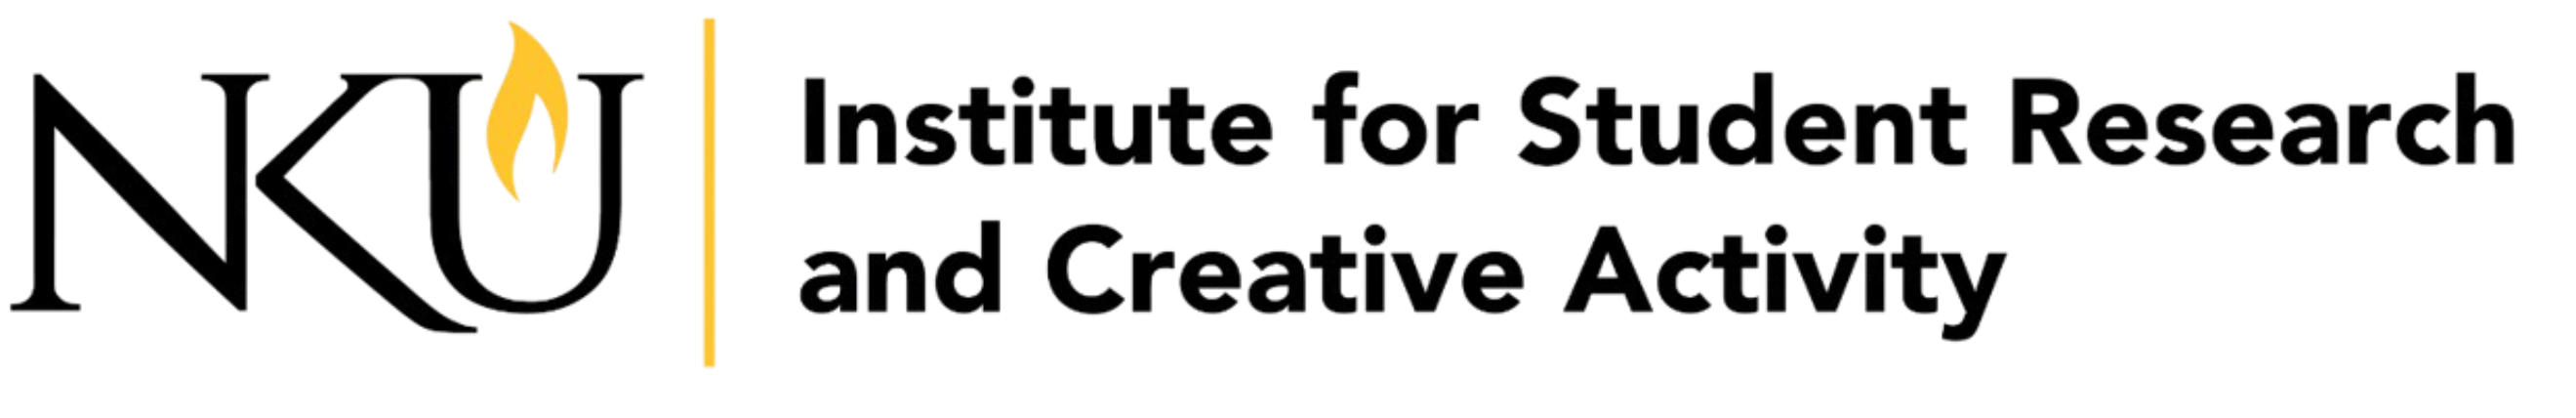 NKU
Institute for Student Research
and Creative Activity